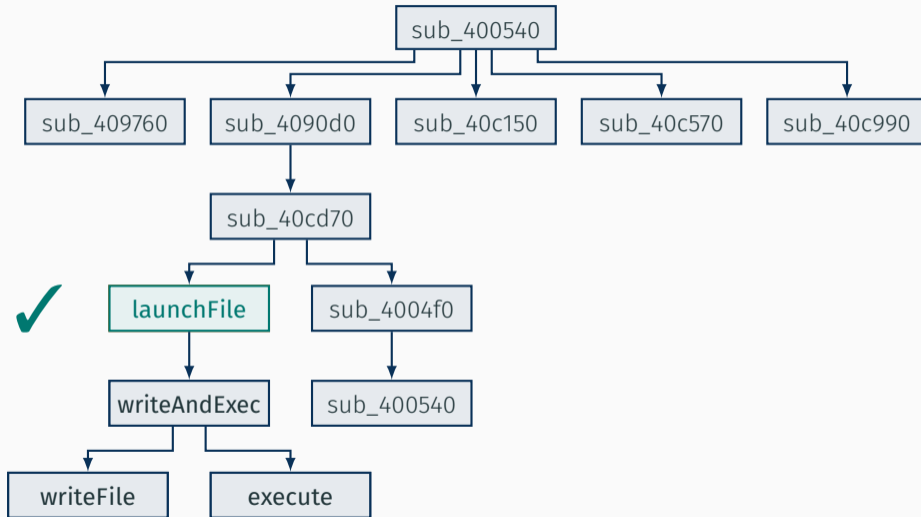 sub_400540
sub_409760
sub_4090d0
sub_40c150
sub_40c570
sub_40c990
sub_40cd70
launchFile
sub_4004f0
writeAndExec
sub_400540
writeFile
execute